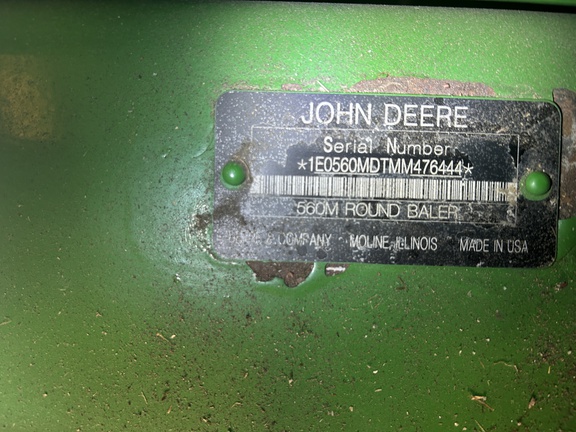 JOHN DEERE
Serial Number
*1E0560MDTMM476444*
560M ROUND BALER
& COMPANY MOLINE, ILLINOIS MADE IN USA